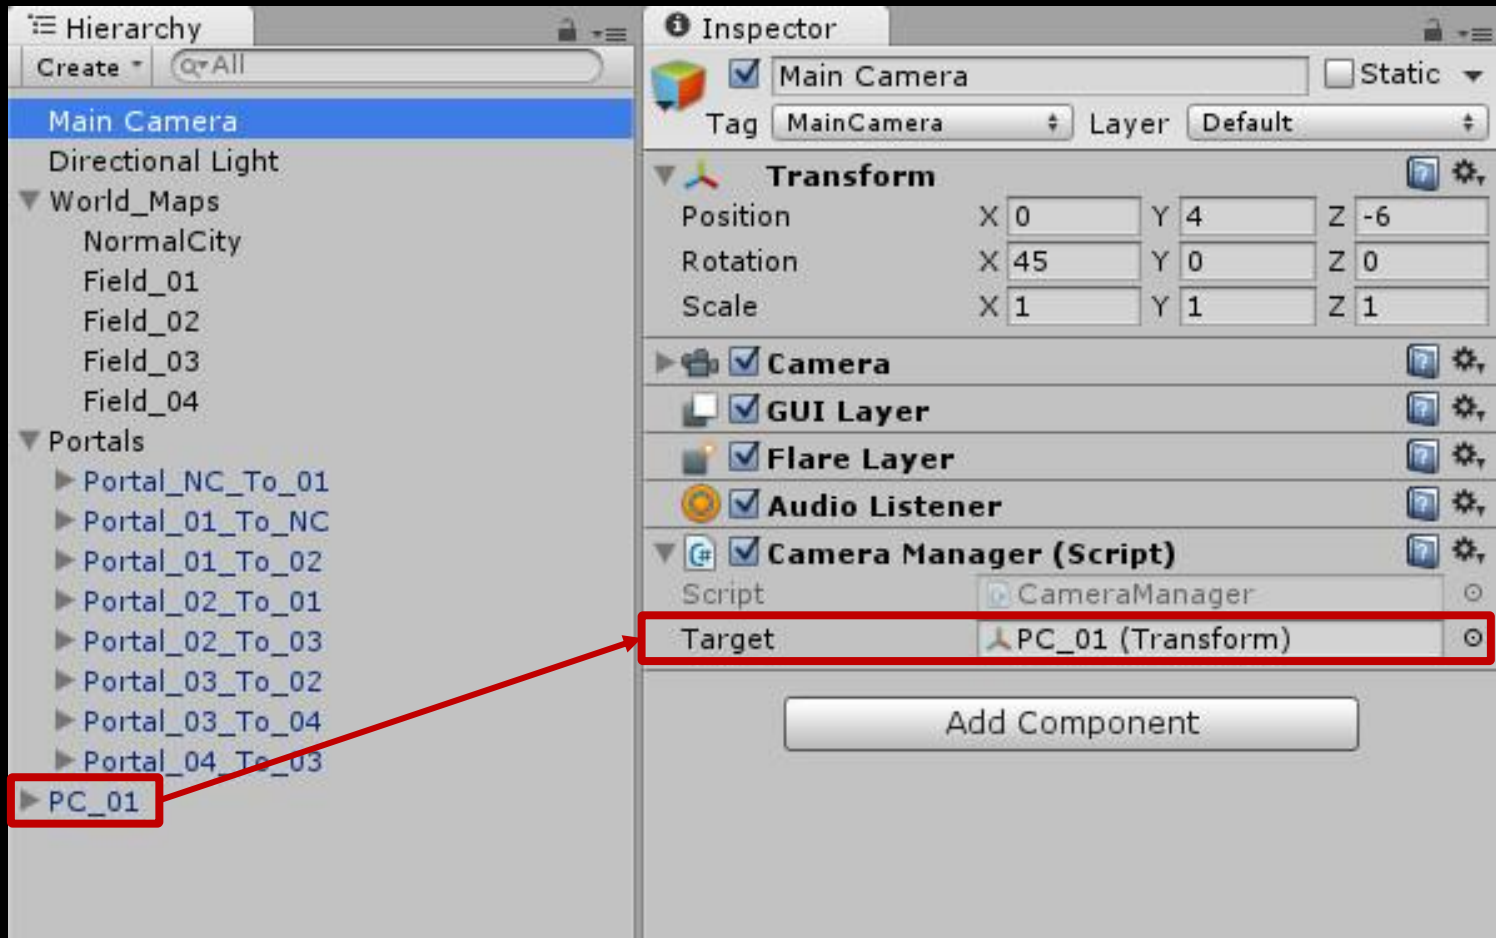 Hierarchy
Create
All
Main Camera
Directional Light
World_Maps
NormalCity
Field_01
Field_02
Field_03
Field_04
Portals
Portal_NC_To_01
Portal_01_To_NC
Portal_01_To_02
Portal_02_To_01
Portal_02_To_03
Portal_03_To_02
Portal_03_To_04
Portal_04_To_03
PC_01
Inspector
Main Camera
Static
Tag MainCamera Layer Default
Transform
Position X 0 Y 4 Z -6
Rotation X 45 Y 0 Z 0
Scale X 1 Y 1 Z 1
Camera
GUI Layer
Flare Layer
Audio Listener
C# Camera Manager (Script)
Script CameraManager
Target PC_01 (Transform)
Add Component